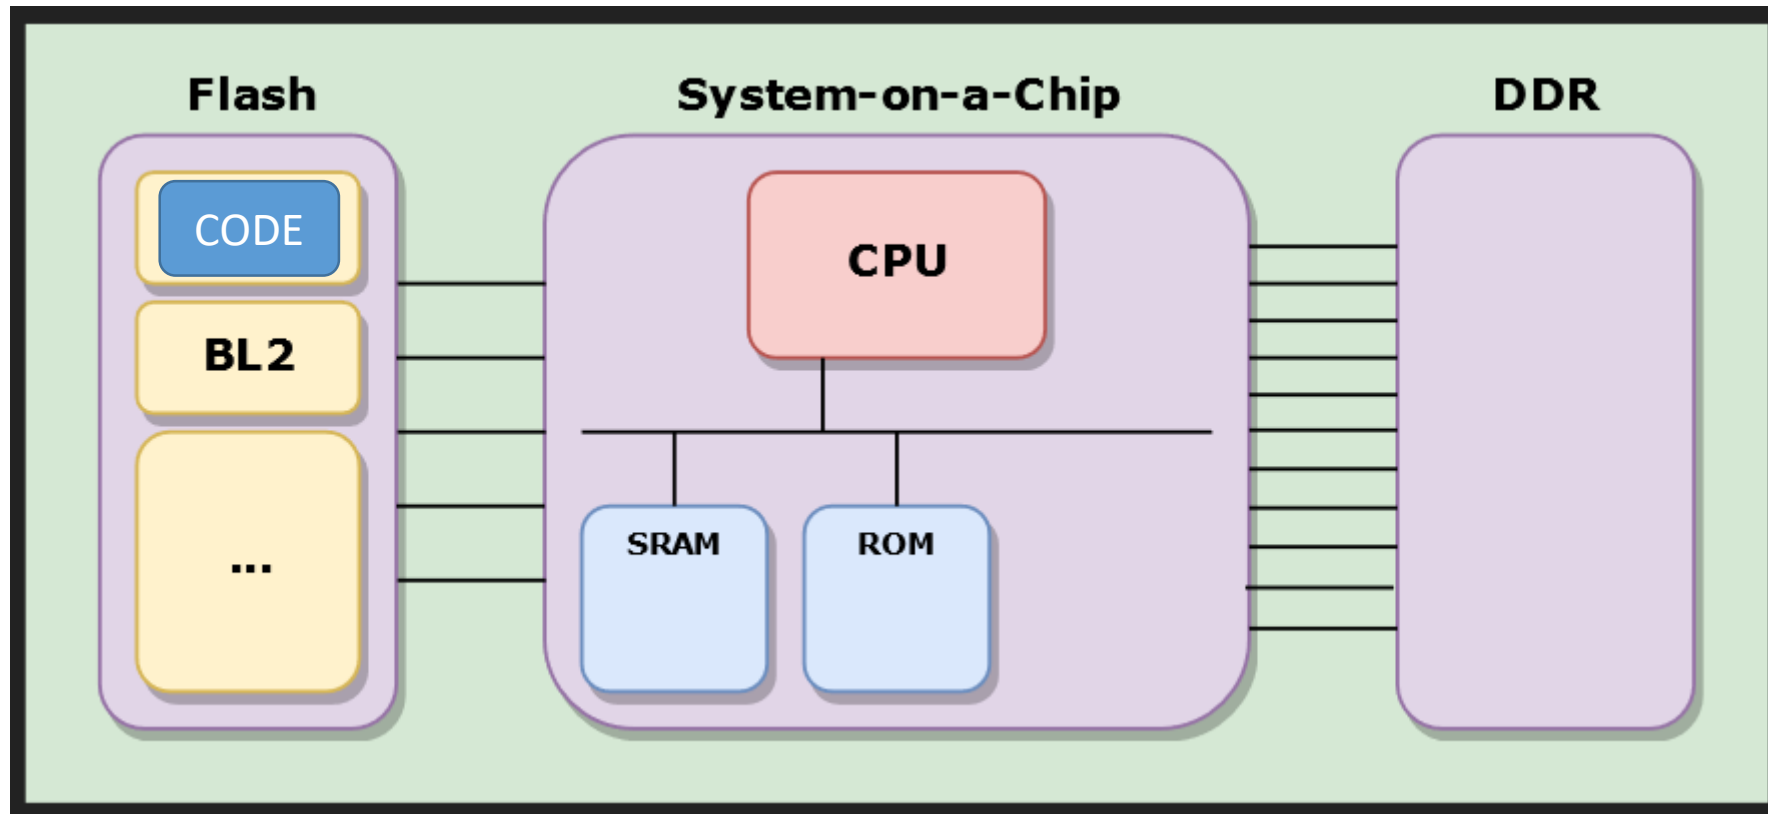 Flash
System-on-a-Chip
DDR
CODE
BL2
...
CPU
SRAM
ROM